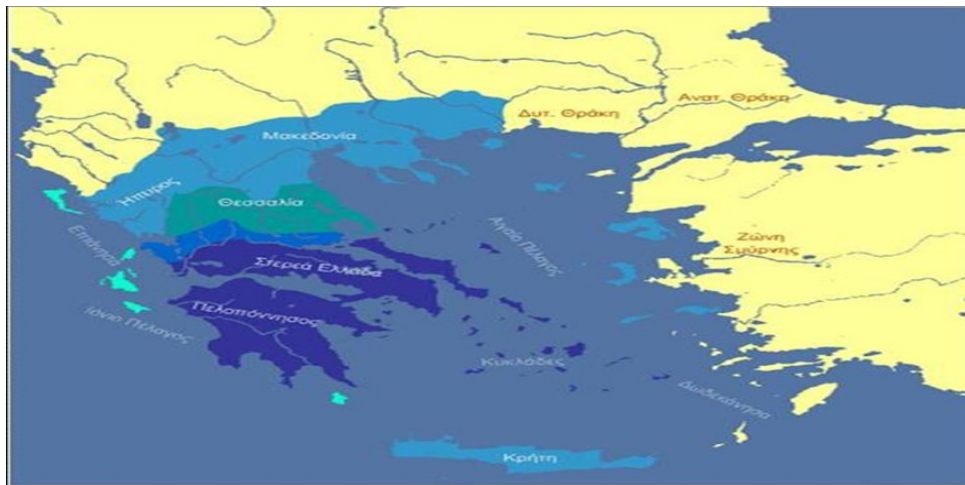 Ανατ. Θράκη
Δυτ. Θράκη
Μακεδονία
Ήπειρος
Θεσσαλία
Αιγαίο Πέλαγος
Ζώνη
Σμύρνης
Επτάνησα
Στερεά Ελλάδα
Πελοπόννησος
Ιόνιο Πέλαγος
Κυκλάδες
Δωδεκάνησα
Κρήτη